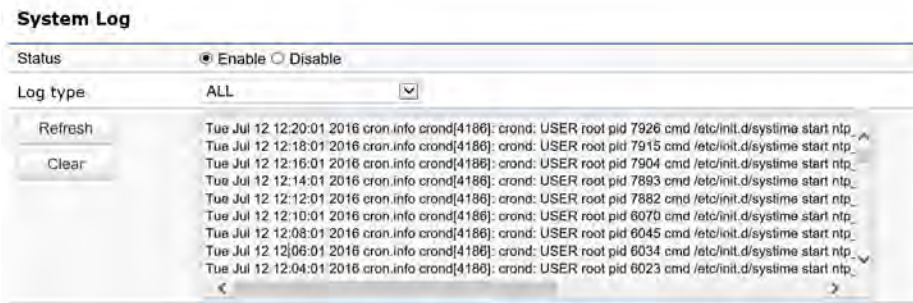 System Log
Status Enable Disable
Log type ALL
Refresh
Clear
Tue Jul 12 12:20:01 2016 cron.info crond[4186]: crond: USER root pid 7926 cmd /etc/init.d/systime start ntp_
Tue Jul 12 12:18:01 2016 cron.info crond[4186]: crond: USER root pid 7915 cmd /etc/init.d/systime start ntp_
Tue Jul 12 12:16:01 2016 cron.info crond[4186]: crond: USER root pid 7904 cmd /etc/init.d/systime start ntp_
Tue Jul 12 12:14:01 2016 cron.info crond[4186]: crond: USER root pid 7893 cmd /etc/init.d/systime start ntp_
Tue Jul 12 12:12:01 2016 cron.info crond[4186]: crond: USER root pid 7882 cmd /etc/init.d/systime start ntp_
Tue Jul 12 12:10:01 2016 cron.info crond[4186]: crond: USER root pid 6070 cmd /etc/init.d/systime start ntp_
Tue Jul 12 12:08:01 2016 cron.info crond[4186]: crond: USER root pid 6045 cmd /etc/init.d/systime start ntp_
Tue Jul 12 12:06:01 2016 cron.info crond[4186]: crond: USER root pid 6034 cmd /etc/init.d/systime start ntp_
Tue Jul 12 12:04:01 2016 cron.info crond[4186]: crond: USER root pid 6023 cmd /etc/init.d/systime start ntp_